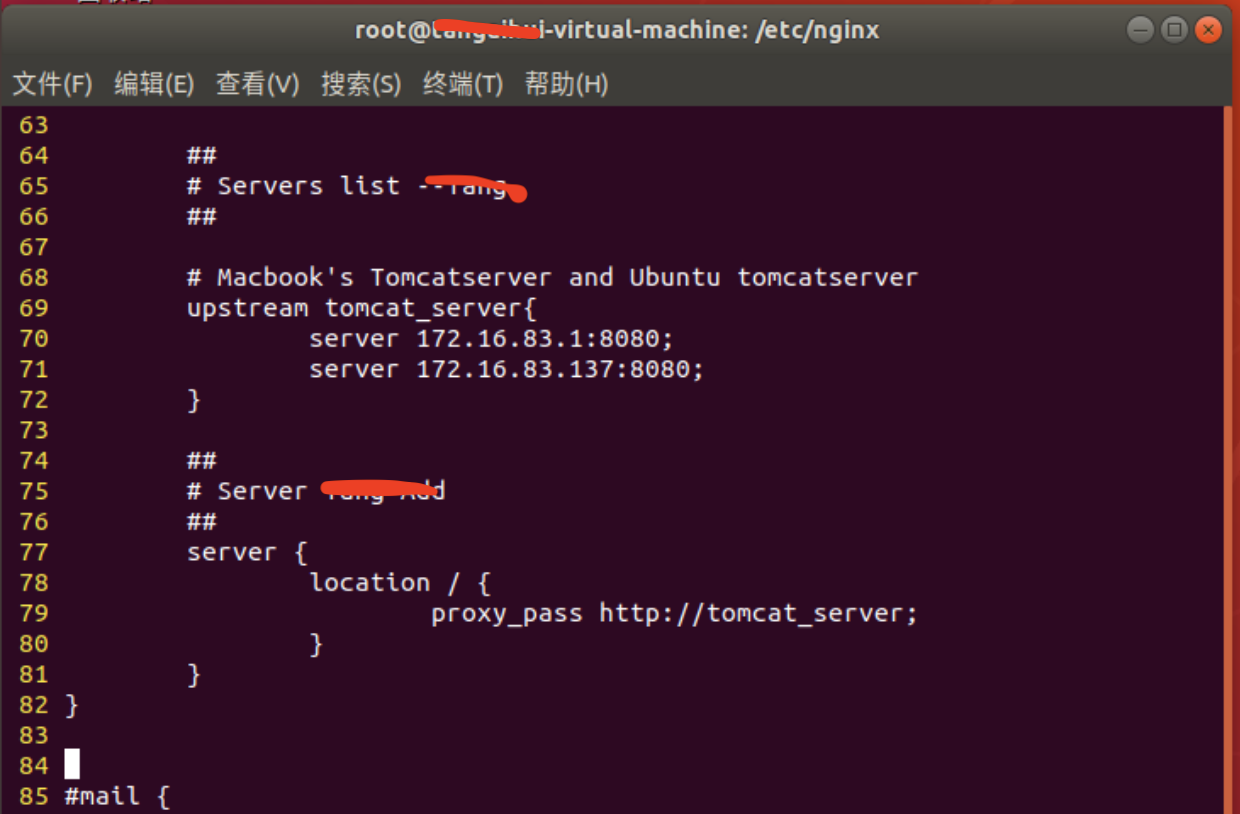 root@ -virtual-machine: /etc/nginx
文件(F) 编辑(E) 查看(V) 搜索(S) 终端(T) 帮助(H)
63
64 ##
65 # Servers list
66 ##
67
68 # Macbook's Tomcatserver and Ubuntu tomcatserver
69 upstream tomcat_server{
70 server 172.16.83.1:8080;
71 server 172.16.83.137:8080;
72 }
73
74 ##
75 # Server
76 ##
77 server {
78 location / {
79 proxy_pass http://tomcat_server;
80 }
81 }
82 }
83
84
85 #mail {